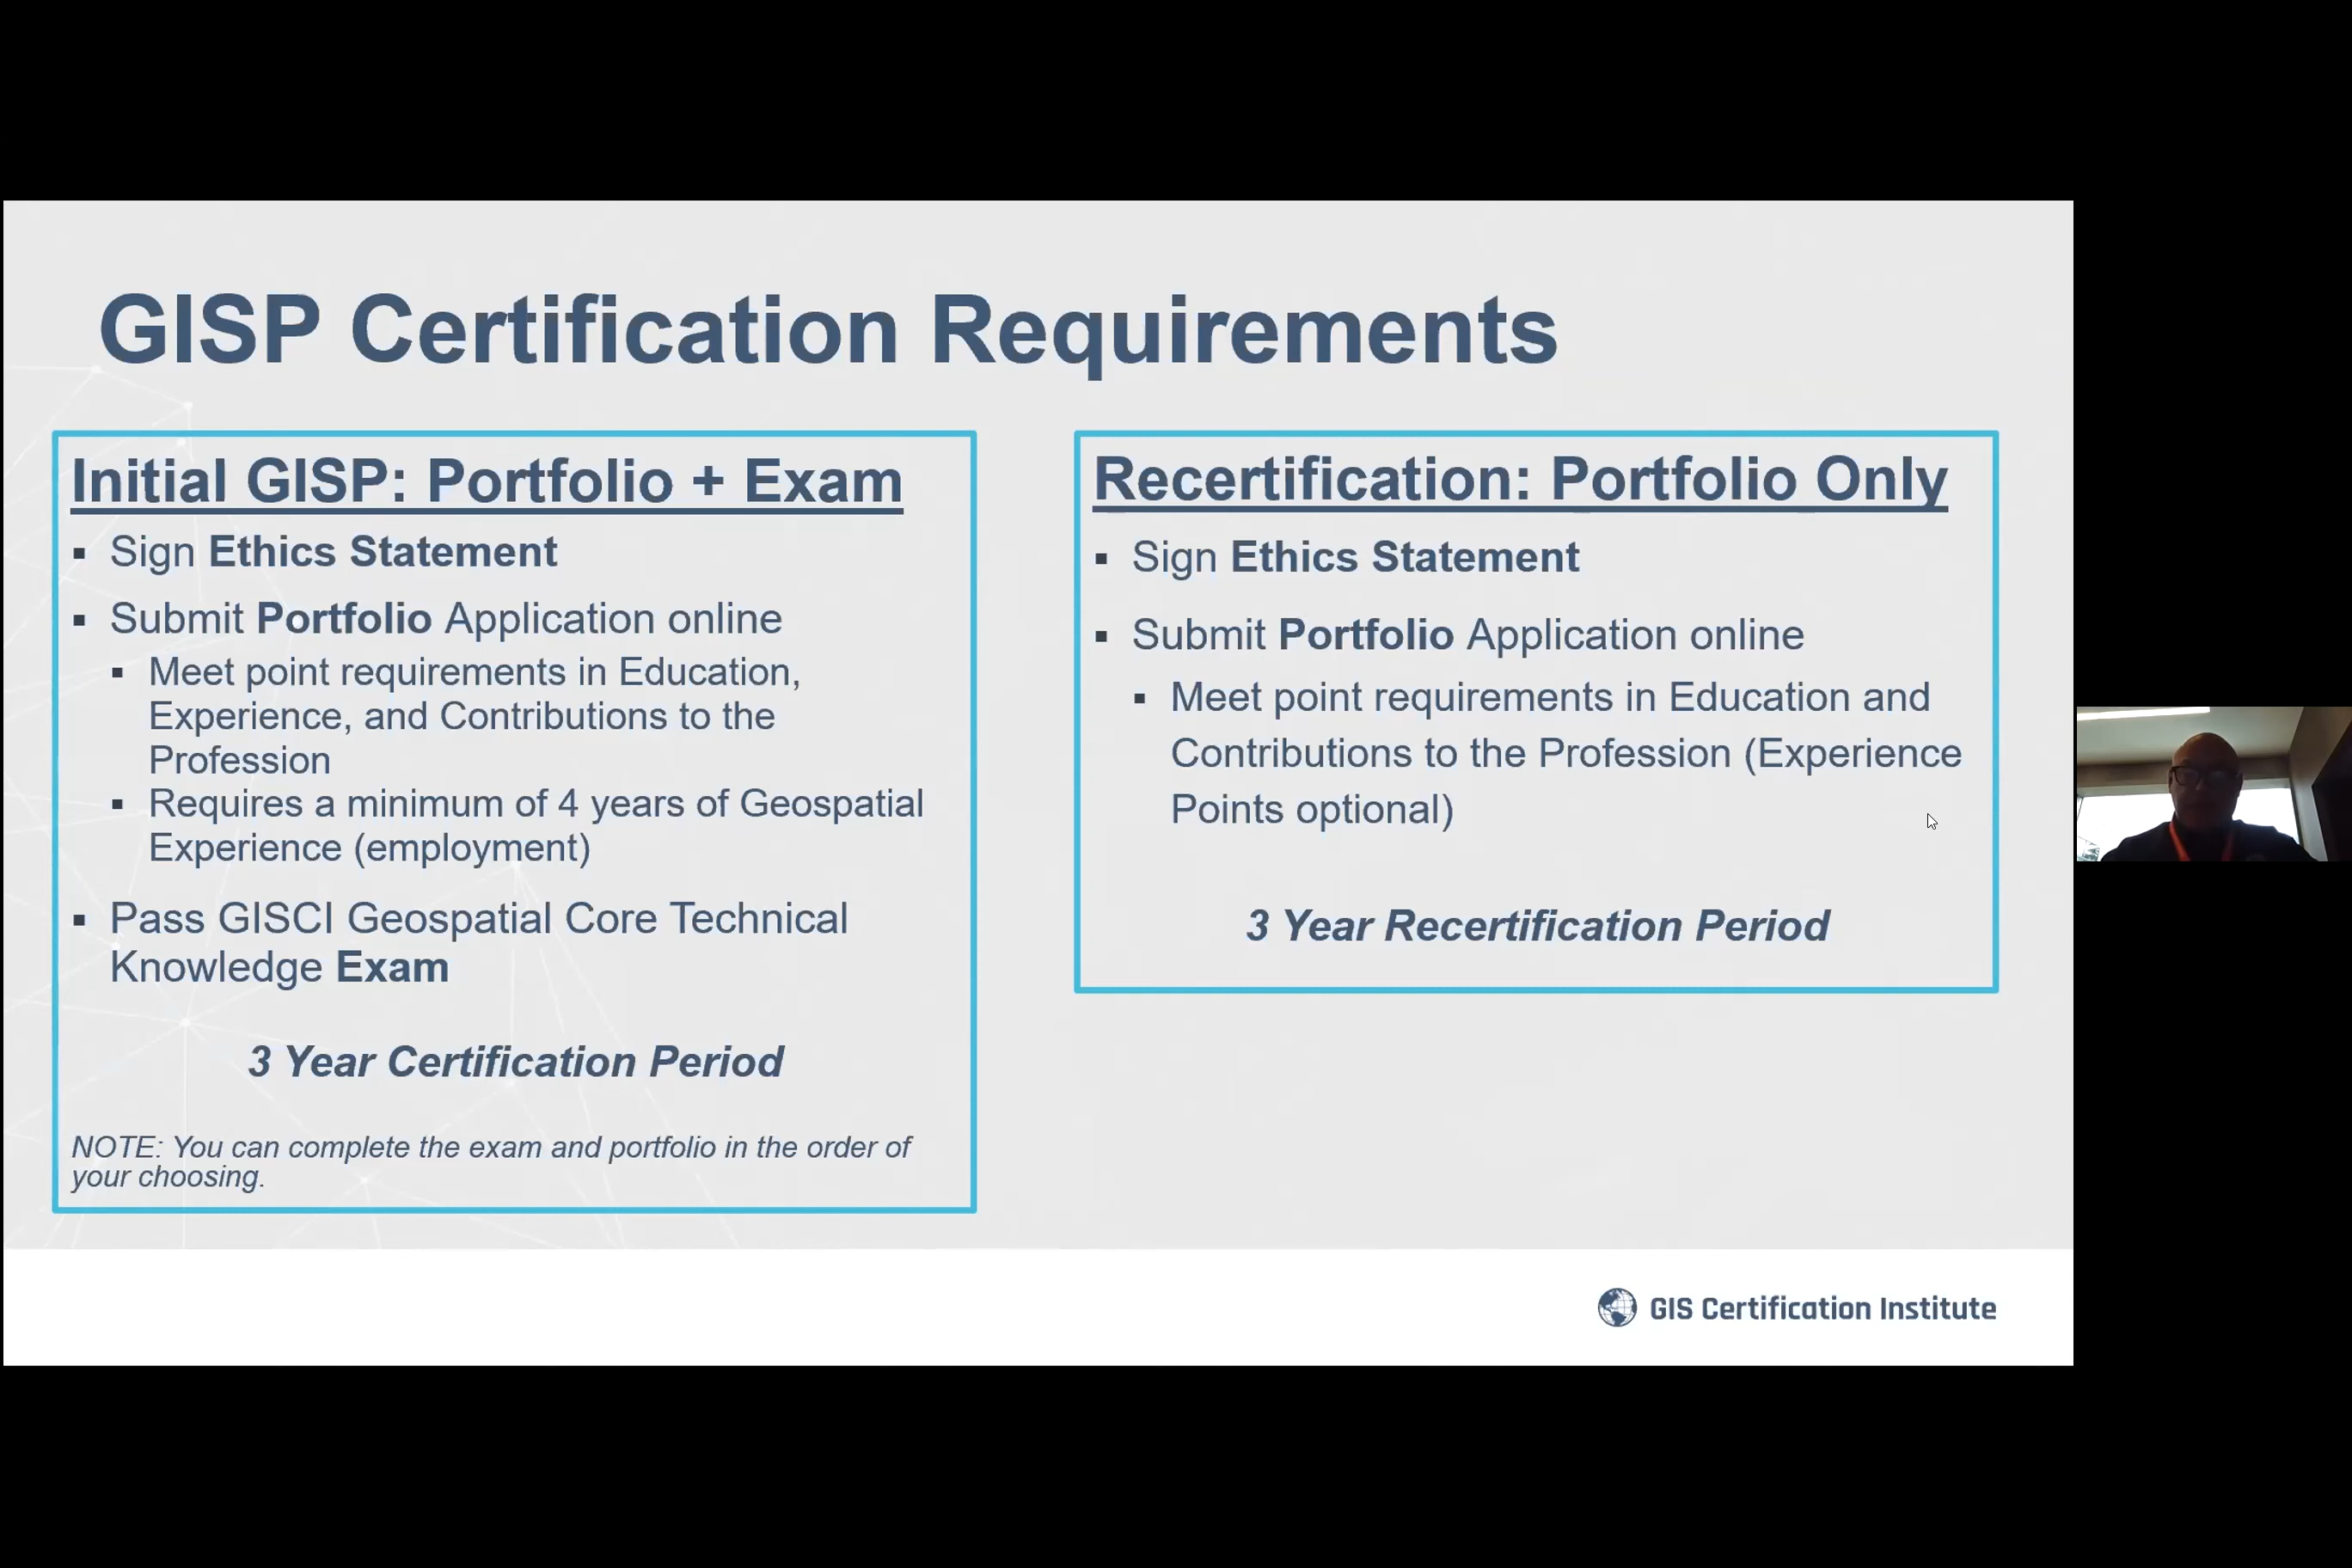 GISP Certification Requirements
Initial GISP: Portfolio + Exam
▪ Sign Ethics Statement
▪ Submit Portfolio Application online
▪ Meet point requirements in Education,
Experience, and Contributions to the
Profession
▪ Requires a minimum of 4 years of Geospatial
Experience (employment)
▪ Pass GISCI Geospatial Core Technical
Knowledge Exam
3 Year Certification Period
NOTE: You can complete the exam and portfolio in the order of
your choosing.
Recertification: Portfolio Only
▪ Sign Ethics Statement
▪ Submit Portfolio Application online
▪ Meet point requirements in Education and
Contributions to the Profession (Experience
Points optional)
3 Year Recertification Period
GIS Certification Institute